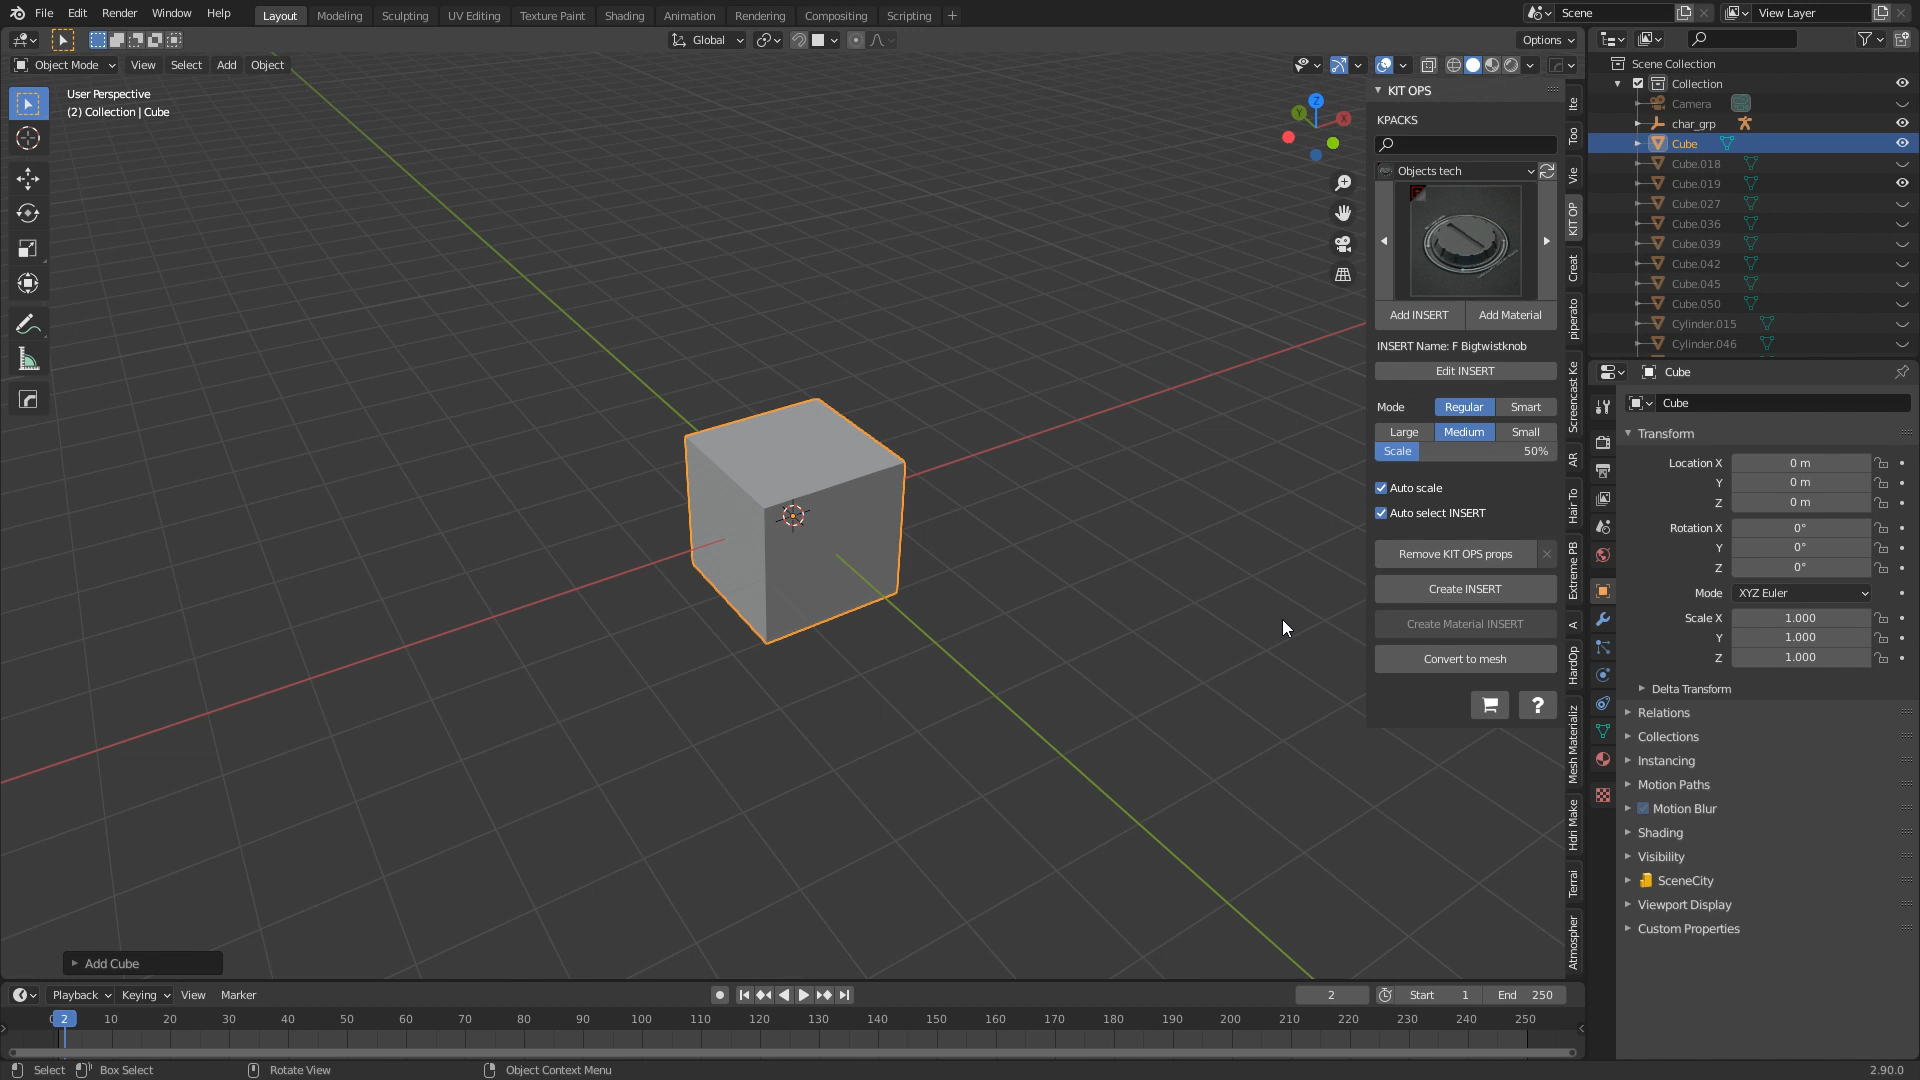 File Edit Render Window Help Layout Modeling Sculpting UV Editing Texture Paint Shading Animation Rendering Compositing Scripting + Scene View Layer
Global Options
Object Mode View Select Add Object
User Perspective
(2) Collection | Cube
Z
Y
X
KIT OPS
KPACKS
Objects tech
Add INSERT Add Material
INSERT Name: F Bigtwistknob
Edit INSERT
Mode Regular Smart
Large Medium Small
Scale 50%
Auto scale
Auto select INSERT
Remove KIT OPS props
Create INSERT
Create Material INSERT
Convert to mesh
?
Ite
Too
Vie
KIT OP
Creat
piperato
Screencast Ke
AR
Hair To
Extreme PB
A
HardOp
Mesh Materializ
Hdri Make
Terrai
Atmospher
Scene Collection
Collection
Camera
char_grp
Cube
Cube.018
Cube.019
Cube.027
Cube.036
Cube.039
Cube.042
Cube.045
Cube.050
Cylinder.015
Cylinder.046
Cube
Cube
Transform
Location X 0 m
Y 0 m
Z 0 m
Rotation X 0°
Y 0°
Z 0°
Mode XYZ Euler
Scale X 1.000
Y 1.000
Z 1.000
Delta Transform
Relations
Collections
Instancing
Motion Paths
Motion Blur
Shading
Visibility
SceneCity
Viewport Display
Custom Properties
Add Cube
Playback Keying View Marker 2 Start 1 End 250
2 10 20 30 40 50 60 70 80 90 100 110 120 130 140 150 160 170 180 190 200 210 220 230 240 250
Select Box Select Rotate View Object Context Menu 2.90.0